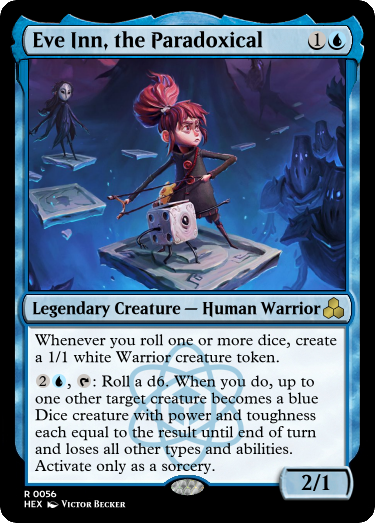 Eve Inn, the Paradoxical 1
Legendary Creature — Human Warrior
Whenever you roll one or more dice, create
a 1/1 white Warrior creature token.
2 , : Roll a d6. When you do, up to
one other target creature becomes a blue
Dice creature with power and toughness
each equal to the result until end of turn
and loses all other types and abilities.
Activate only as a sorcery.
2/1
R 0056
HEX VICTOR BECKER